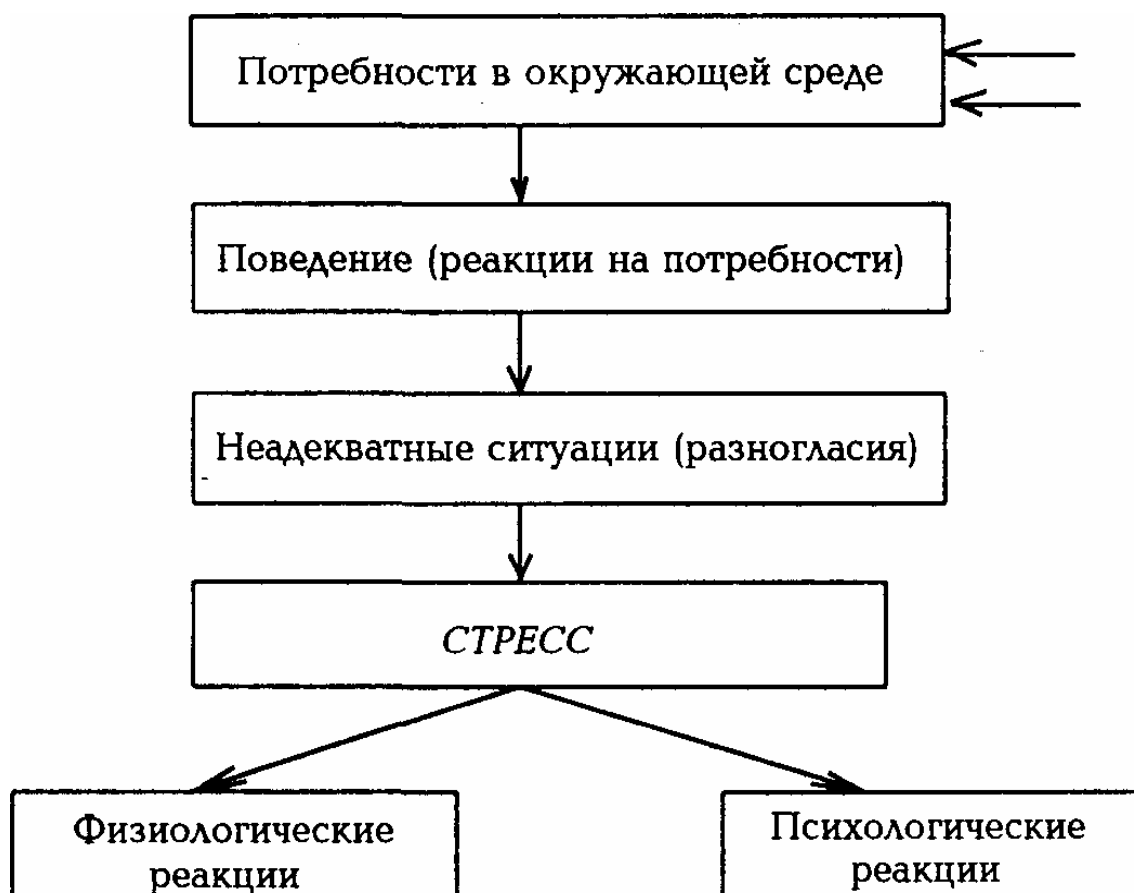 Потребности в окружающей среде
Поведение (реакции на потребности)
Неадекватные ситуации (разногласия)
СТРЕСС
Физиологические
реакции
Психологические
реакции